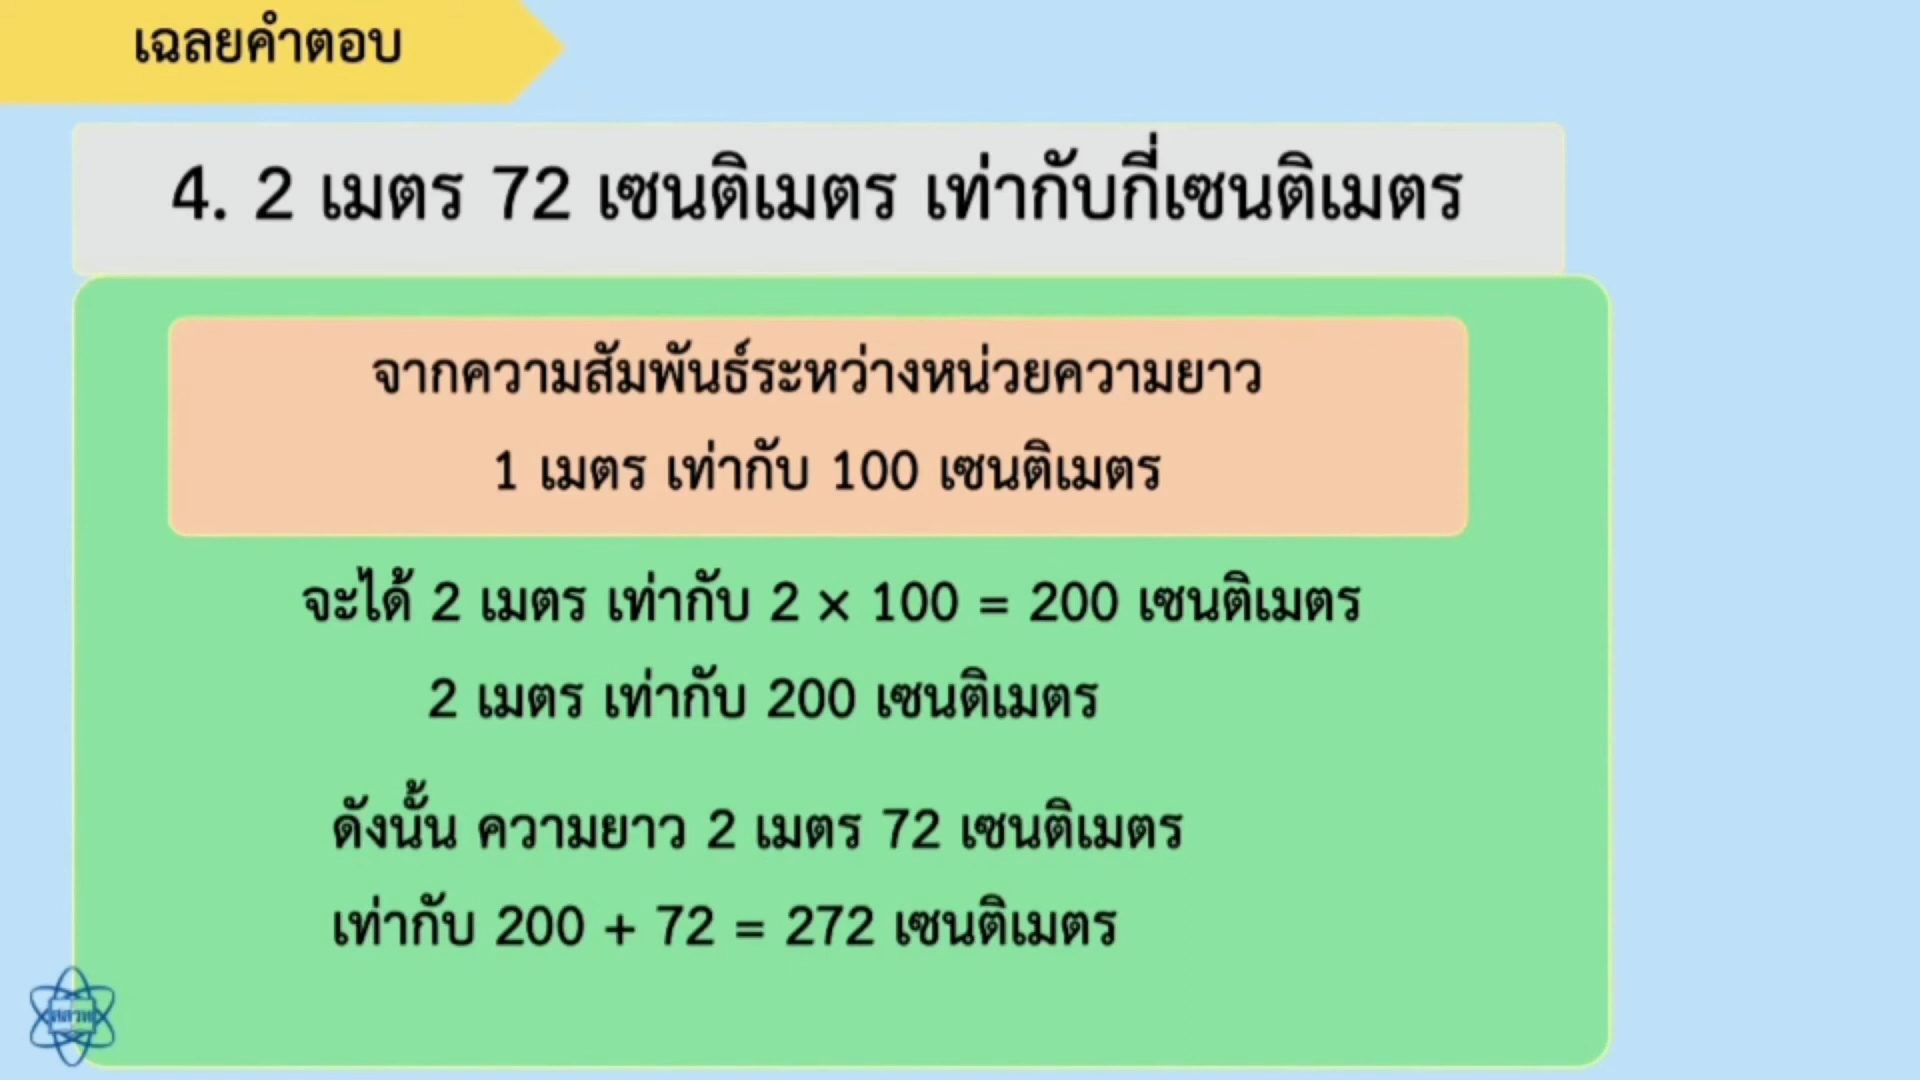 เฉลยคำตอบ
4. 2 เมตร 72 เซนติเมตร เท่ากับกี่เซนติเมตร
จากความสัมพันธ์ระหว่างหน่วยความยาว
1 เมตร เท่ากับ 100 เซนติเมตร
จะได้ 2 เมตร เท่ากับ 2 × 100 = 200 เซนติเมตร
2 เมตร เท่ากับ 200 เซนติเมตร
ดังนั้น ความยาว 2 เมตร 72 เซนติเมตร
เท่ากับ 200 + 72 = 272 เซนติเมตร
สสวท